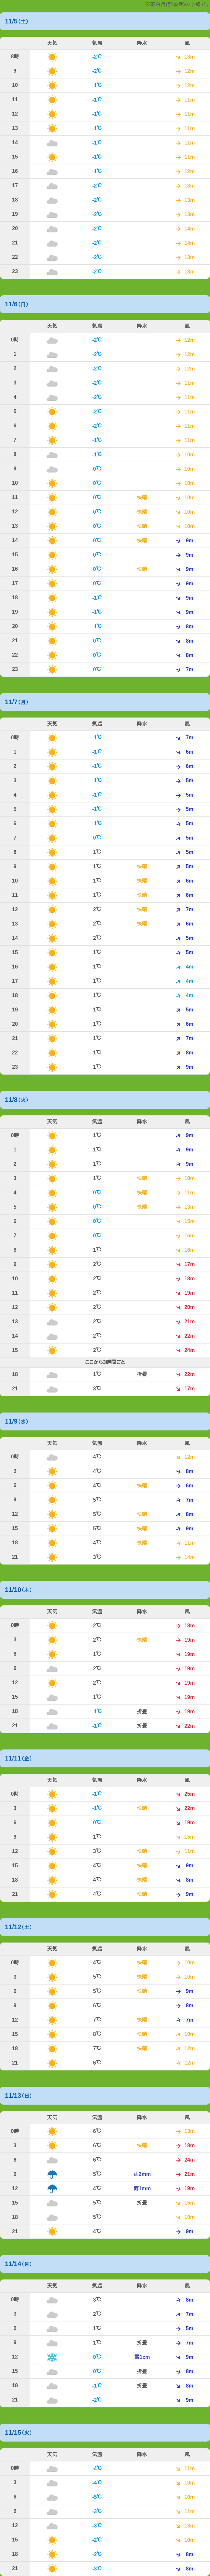 11/5(土)
天気 気温 降水 風
8時 -2℃ 13m
9 -2℃ 12m
10 -2℃ 12m
11 -1℃ 11m
12 -1℃ 11m
13 -1℃ 11m
14 -1℃ 11m
15 -1℃ 11m
16 -1℃ 12m
17 -2℃ 13m
18 -2℃ 13m
19 -2℃ 13m
20 -2℃ 14m
21 -2℃ 14m
22 -2℃ 13m
23 -2℃ 13m
11/6(日)
天気 気温 降水 風
0時 -2℃ 12m
1 -2℃ 12m
2 -2℃ 12m
3 -2℃ 11m
4 -2℃ 11m
5 -2℃ 11m
6 -2℃ 11m
7 -1℃ 11m
8 -1℃ 10m
9 0℃ 10m
10 0℃ 10m
11 0℃ 快晴 10m
12 0℃ 快晴 10m
13 0℃ 快晴 10m
14 0℃ 快晴 9m
15 0℃ 9m
16 0℃ 快晴 9m
17 0℃ 9m
18 -1℃ 9m
19 -1℃ 9m
20 -1℃ 8m
21 0℃ 8m
22 0℃ 8m
23 0℃ 7m
11/7(月)
天気 気温 降水 風
0時 -1℃ 7m
1 -1℃ 6m
2 -1℃ 6m
3 -1℃ 5m
4 -1℃ 5m
5 -1℃ 5m
6 -1℃ 5m
7 0℃ 5m
8 1℃ 5m
9 1℃ 快晴 5m
10 1℃ 快晴 6m
11 1℃ 快晴 6m
12 2℃ 快晴 7m
13 2℃ 快晴 6m
14 2℃ 5m
15 1℃ 5m
16 1℃ 4m
17 1℃ 4m
18 1℃ 4m
19 1℃ 5m
20 1℃ 6m
21 1℃ 7m
22 1℃ 8m
23 1℃ 9m
11/8(火)
天気 気温 降水 風
0時 1℃ 9m
1 1℃ 9m
2 1℃ 9m
3 1℃ 快晴 10m
4 0℃ 快晴 11m
5 0℃ 快晴 13m
6 0℃ 15m
7 0℃ 16m
8 1℃ 16m
9 2℃ 17m
10 2℃ 18m
11 2℃ 19m
12 2℃ 20m
13 2℃ 21m
14 2℃ 22m
15 2℃ 24m
ここから3時間ごと
18 1℃ 折畳 22m
21 3℃ 17m
11/9(水)
天気 気温 降水 風
0時 4℃ 12m
3 4℃ 8m
6 4℃ 快晴 6m
9 5℃ 7m
12 5℃ 快晴 8m
15 5℃ 快晴 9m
18 4℃ 快晴 11m
21 3℃ 14m
11/10(木)
天気 気温 降水 風
0時 2℃ 18m
3 2℃ 快晴 19m
6 1℃ 19m
9 2℃ 19m
12 2℃ 19m
15 1℃ 19m
18 -1℃ 折畳 19m
21 -1℃ 折畳 22m
11/11(金)
天気 気温 降水 風
0時 -1℃ 25m
3 -1℃ 快晴 22m
6 0℃ 19m
9 1℃ 15m
12 3℃ 快晴 11m
15 4℃ 快晴 9m
18 4℃ 快晴 8m
21 4℃ 快晴 9m
11/12(土)
天気 気温 降水 風
0時 4℃ 快晴 10m
3 5℃ 快晴 10m
6 5℃ 快晴 9m
9 6℃ 8m
12 7℃ 快晴 7m
15 8℃ 快晴 10m
18 7℃ 快晴 12m
21 6℃ 12m
11/13(日)
天気 気温 降水 風
0時 6℃ 13m
3 6℃ 快晴 18m
6 6℃ 24m
9 5℃ 雨2mm 21m
12 4℃ 雨1mm 19m
15 5℃ 折畳 15m
18 5℃ 10m
21 4℃ 9m
11/14(月)
天気 気温 降水 風
0時 3℃ 8m
3 2℃ 7m
6 1℃ 5m
9 1℃ 折畳 7m
12 0℃ 雪1cm 9m
15 0℃ 折畳 8m
18 -1℃ 折畳 8m
21 -2℃ 9m
11/15(火)
天気 気温 降水 風
0時 -4℃ 11m
3 -4℃ 10m
6 -5℃ 10m
9 -3℃ 11m
12 -3℃ 13m
15 -2℃ 10m
18 -2℃ 8m
21 -3℃ 8m